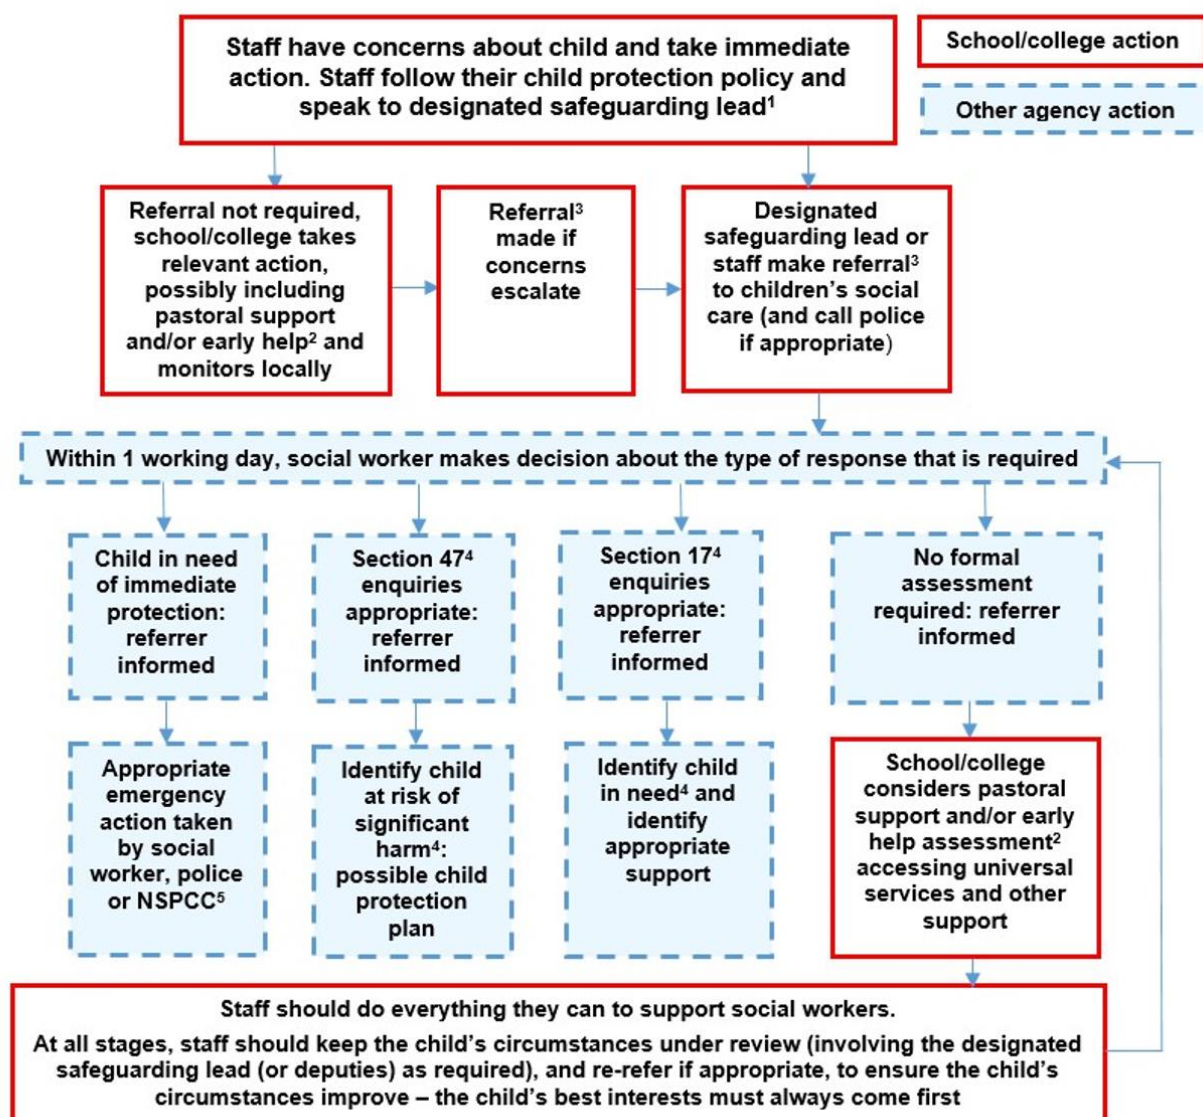 Staff have concerns about child and take immediate
action. Staff follow their child protection policy and
speak to designated safeguarding lead¹
School/college action
Other agency action
Referral not required,
school/college takes
relevant action,
possibly including
pastoral support
and/or early help² and
monitors locally
Referral³
made if
concerns
escalate
Designated
safeguarding lead or
staff make referral³
to children’s social
care (and call police
if appropriate)
Within 1 working day, social worker makes decision about the type of response that is required
Child in need
of immediate
protection:
referrer
informed
Section 47⁴
enquiries
appropriate:
referrer
informed
Section 17⁴
enquiries
appropriate:
referrer
informed
No formal
assessment
required: referrer
informed
Appropriate
emergency
action taken
by social
worker, police
or NSPCC⁵
Identify child
at risk of
significant
harm⁴:
possible child
protection
plan
Identify child
in need⁴ and
identify
appropriate
support
School/college
considers pastoral
support and/or early
help assessment²
accessing universal
services and other
support
Staff should do everything they can to support social workers.
At all stages, staff should keep the child’s circumstances under review (involving the designated
safeguarding lead (or deputies) as required), and re-refer if appropriate, to ensure the child’s
circumstances improve – the child’s best interests must always come first